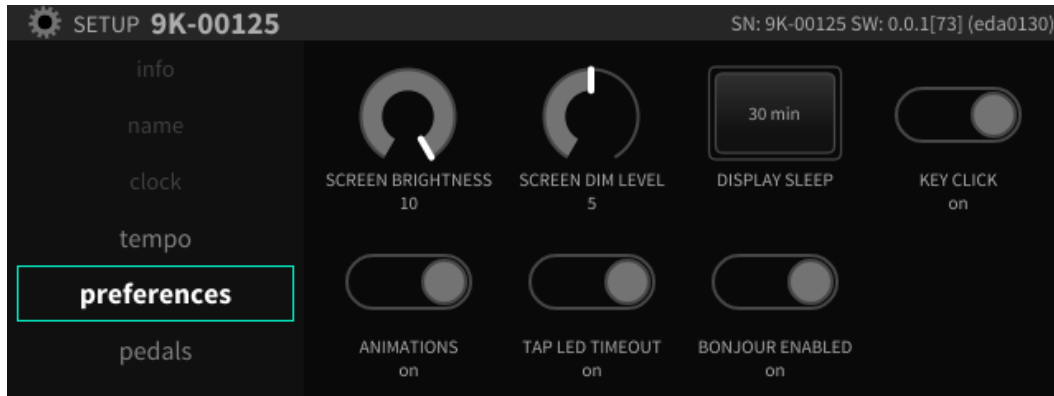 SETUP 9K-00125
SN: 9K-00125 SW: 0.0.1[73] (eda0130)
info
name
clock
tempo
preferences
pedals
30 min
SCREEN BRIGHTNESS
10
SCREEN DIM LEVEL
5
DISPLAY SLEEP
KEY CLICK
on
ANIMATIONS
on
TAP LED TIMEOUT
on
BONJOUR ENABLED
on